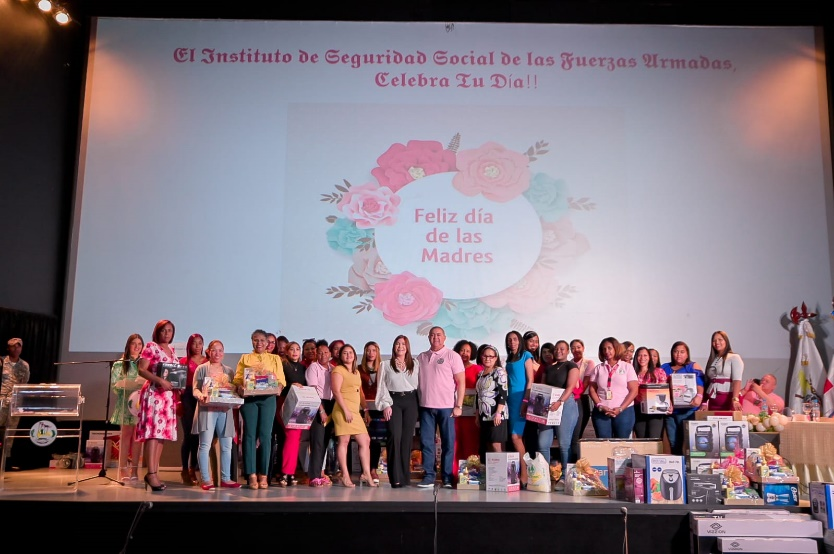 El Instituto de Seguridad Social de las Fuerzas Armadas,
Celebra Tu Día!!
Feliz día
de las
Madres